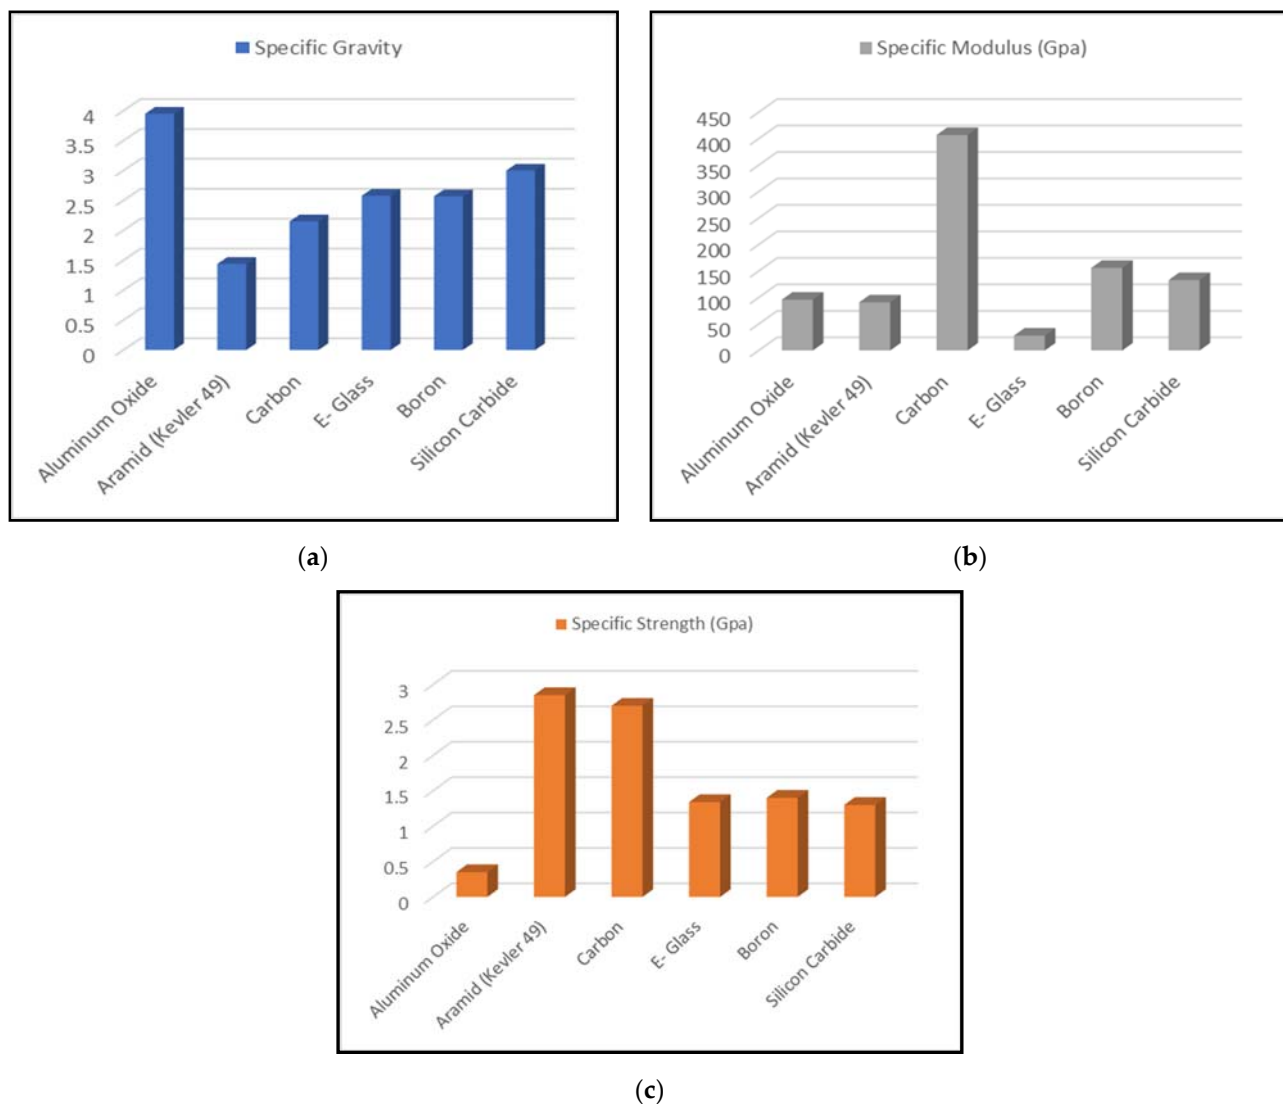 Specific Gravity
4
3.5
3
2.5
2
1.5
1
0.5
0
Aluminum Oxide
Aramid (Kevler 49)
Carbon
E- Glass
Boron
Silicon Carbide
(a)
Specific Modulus (Gpa)
450
400
350
300
250
200
150
100
50
0
Aluminum Oxide
Aramid (Kevler 49)
Carbon
E- Glass
Boron
Silicon Carbide
(b)
Specific Strength (Gpa)
3
2.5
2
1.5
1
0.5
0
Aluminum Oxide
Aramid (Kevler 49)
Carbon
E- Glass
Boron
Silicon Carbide
(c)